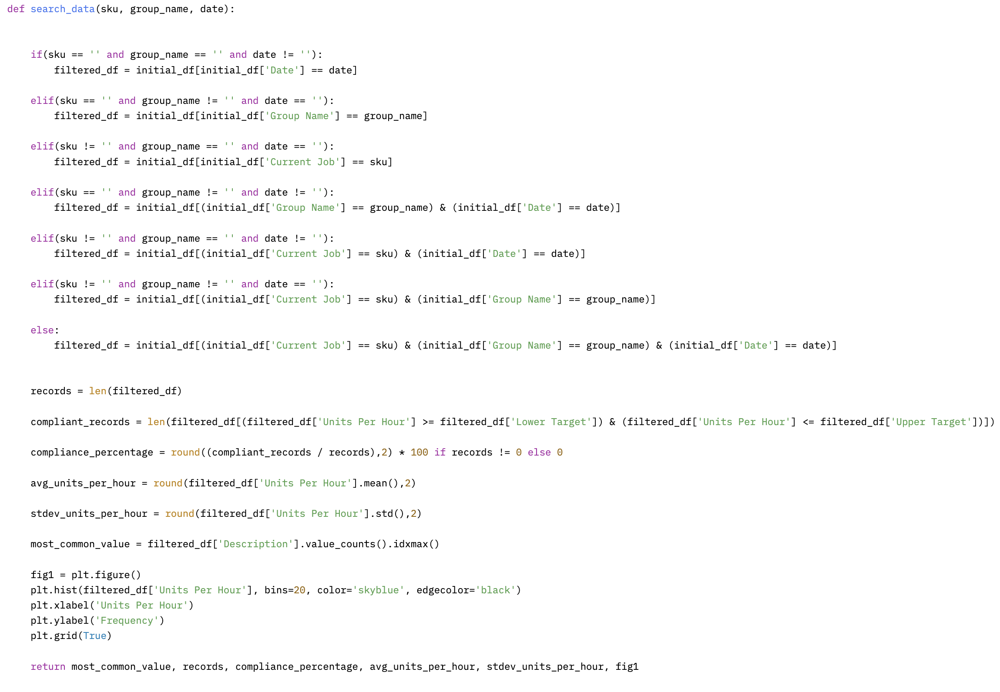 def search_data(sku, group_name, date):
    if(sku == '' and group_name == '' and date != ''):
        filtered_df = initial_df[initial_df['Date'] == date]
    elif(sku == '' and group_name != '' and date == ''):
        filtered_df = initial_df[initial_df['Group Name'] == group_name]
    elif(sku != '' and group_name == '' and date == ''):
        filtered_df = initial_df[initial_df['Current Job'] == sku]
    elif(sku == '' and group_name != '' and date != ''):
        filtered_df = initial_df[(initial_df['Group Name'] == group_name) & (initial_df['Date'] == date)]
    elif(sku != '' and group_name == '' and date != ''):
        filtered_df = initial_df[(initial_df['Current Job'] == sku) & (initial_df['Date'] == date)]
    elif(sku != '' and group_name != '' and date == ''):
        filtered_df = initial_df[(initial_df['Current Job'] == sku) & (initial_df['Group Name'] == group_name)]
    else:
        filtered_df = initial_df[(initial_df['Current Job'] == sku) & (initial_df['Group Name'] == group_name) & (initial_df['Date'] == date)]
    records = len(filtered_df)
    compliant_records = len(filtered_df[(filtered_df['Units Per Hour'] >= filtered_df['Lower Target']) & (filtered_df['Units Per Hour'] <= filtered_df['Upper Target'])])
    compliance_percentage = round((compliant_records / records),2) * 100 if records != 0 else 0
    avg_units_per_hour = round(filtered_df['Units Per Hour'].mean(),2)
    stdev_units_per_hour = round(filtered_df['Units Per Hour'].std(),2)
    most_common_value = filtered_df['Description'].value_counts().idxmax()
    fig1 = plt.figure()
    plt.hist(filtered_df['Units Per Hour'], bins=20, color='skyblue', edgecolor='black')
    plt.xlabel('Units Per Hour')
    plt.ylabel('Frequency')
    plt.grid(True)
    return most_common_value, records, compliance_percentage, avg_units_per_hour, stdev_units_per_hour, fig1